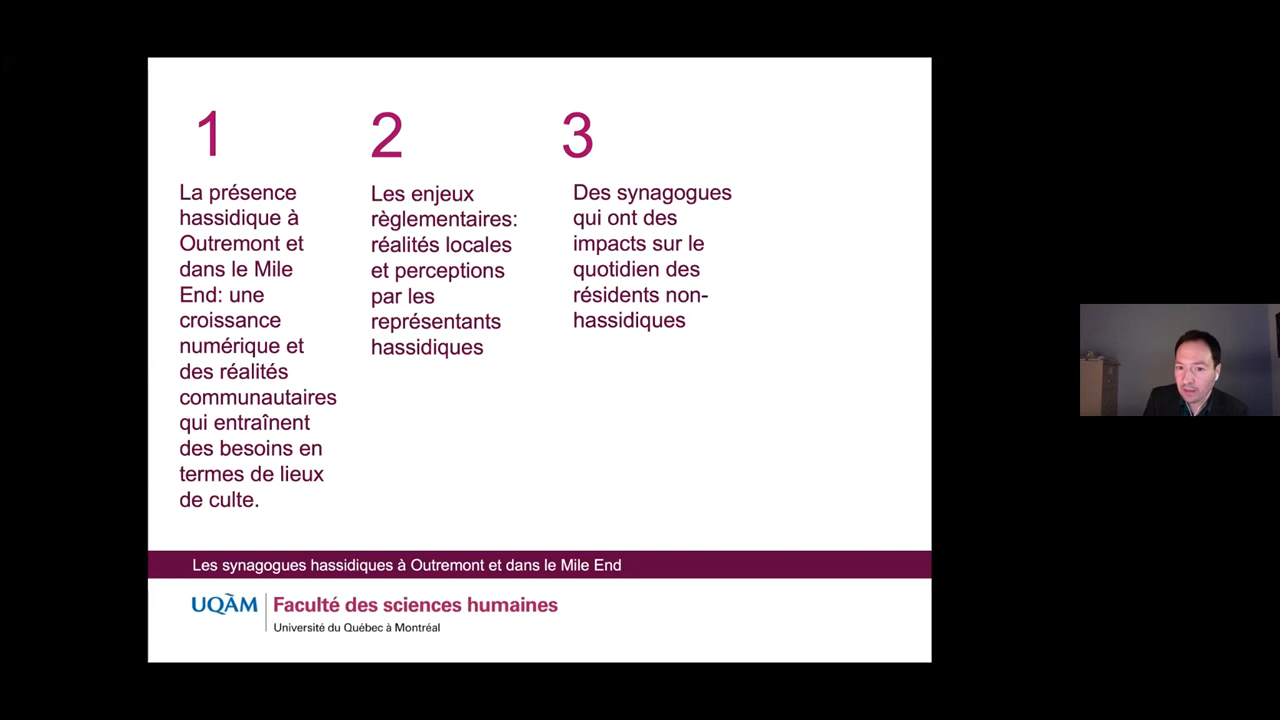 1
La présence
hassidique à
Outremont et
dans le Mile
End: une
croissance
numérique et
des réalités
communautaires
qui entraînent
des besoins en
termes de lieux
de culte.
2
Les enjeux
règlementaires:
réalités locales
et perceptions
par les
représentants
hassidiques
3
Des synagogues
qui ont des
impacts sur le
quotidien des
résidents non-
hassidiques
Les synagogues hassidiques à Outremont et dans le Mile End
UQÀM
Faculté des sciences humaines
Université du Québec à Montréal